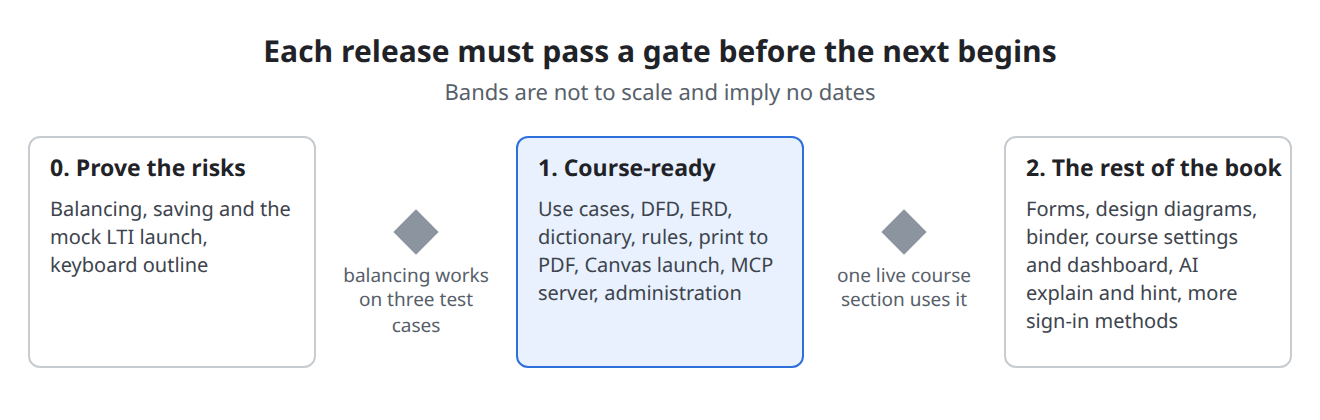 Each release must pass a gate before the next begins
Bands are not to scale and imply no dates
0. Prove the risks
Balancing, saving and the
mock LTI launch,
keyboard outline
balancing works
on three test
cases
1. Course-ready
Use cases, DFD, ERD,
dictionary, rules, print to
PDF, Canvas launch, MCP
server, administration
one live course
section uses it
2. The rest of the book
Forms, design diagrams,
binder, course settings
and dashboard, AI
explain and hint, more
sign-in methods